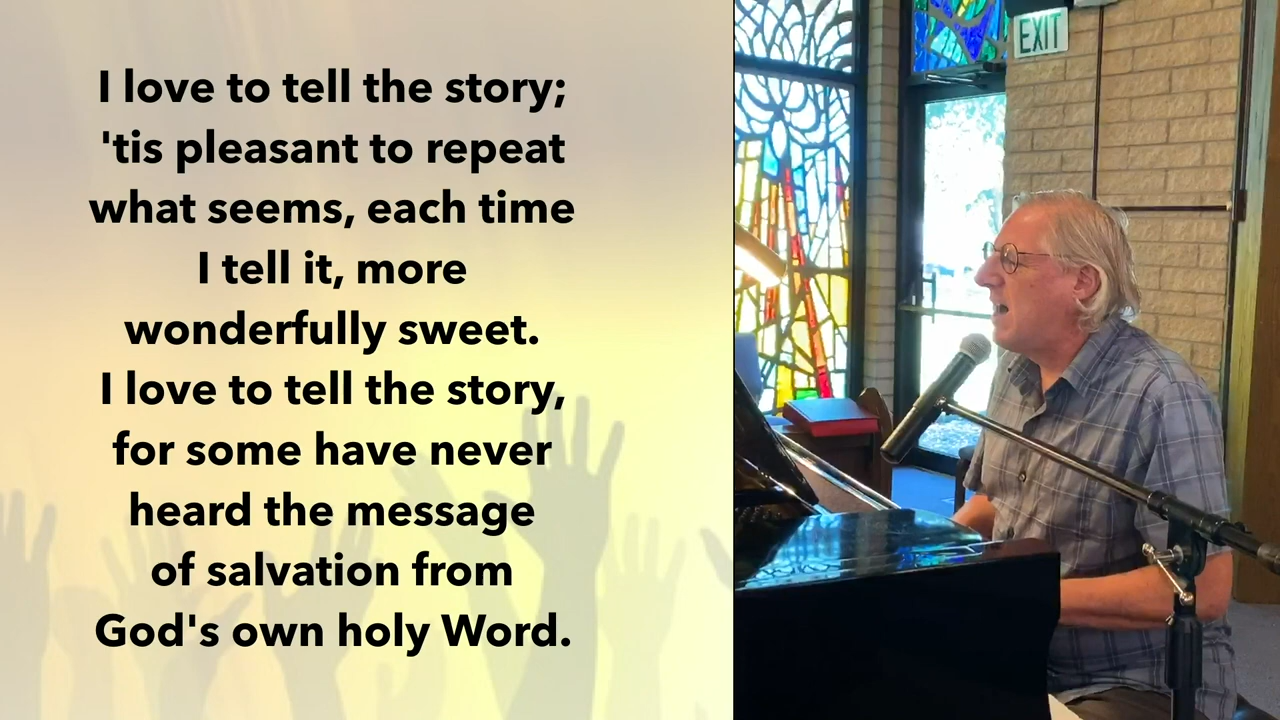 I love to tell the story;
'tis pleasant to repeat
what seems, each time
I tell it, more
wonderfully sweet.
I love to tell the story,
for some have never
heard the message
of salvation from
God's own holy Word.
EXIT